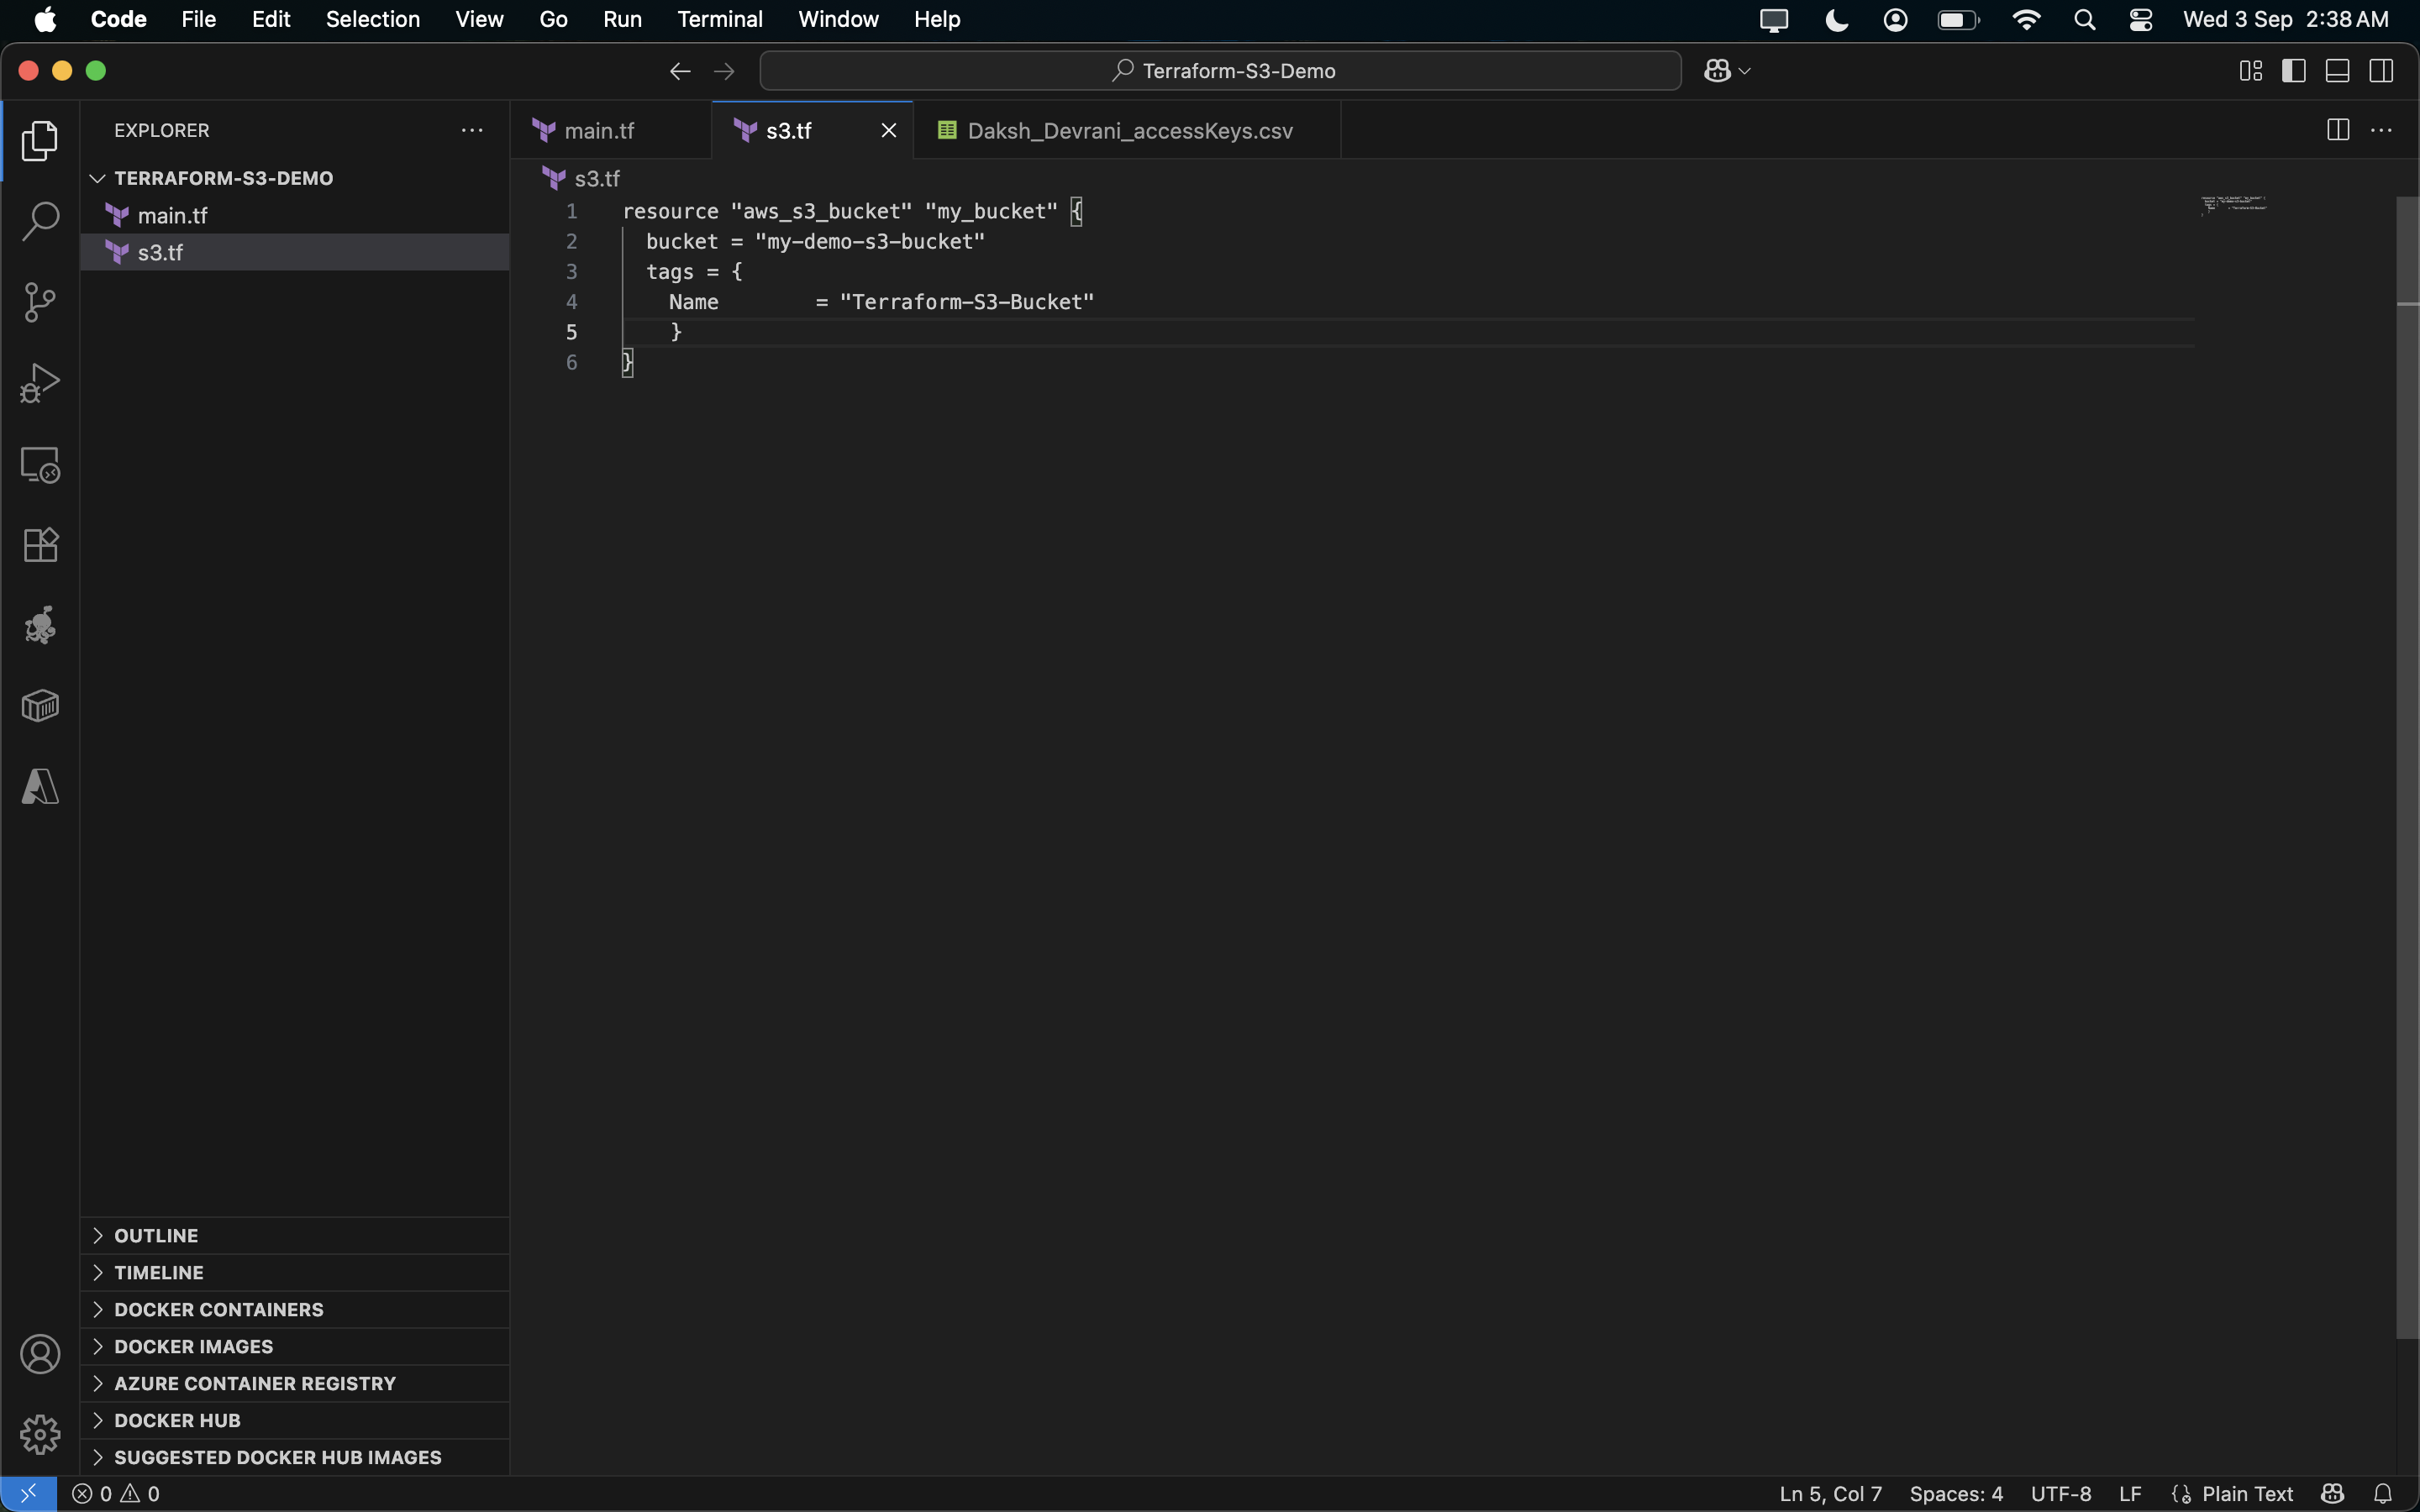 Code File Edit Selection View Go Run Terminal Window Help Wed 3 Sep 2:38 AM
Terraform-S3-Demo
EXPLORER
TERRAFORM-S3-DEMO
main.tf
s3.tf
main.tf s3.tf Daksh_Devrani_accessKeys.csv
s3.tf
1 resource "aws_s3_bucket" "my_bucket" {
2 bucket = "my-demo-s3-bucket"
3 tags = {
4 Name = "Terraform-S3-Bucket"
5 }
6 }
OUTLINE
TIMELINE
DOCKER CONTAINERS
DOCKER IMAGES
AZURE CONTAINER REGISTRY
DOCKER HUB
SUGGESTED DOCKER HUB IMAGES
0 0 Ln 5, Col 7 Spaces: 4 UTF-8 LF Plain Text